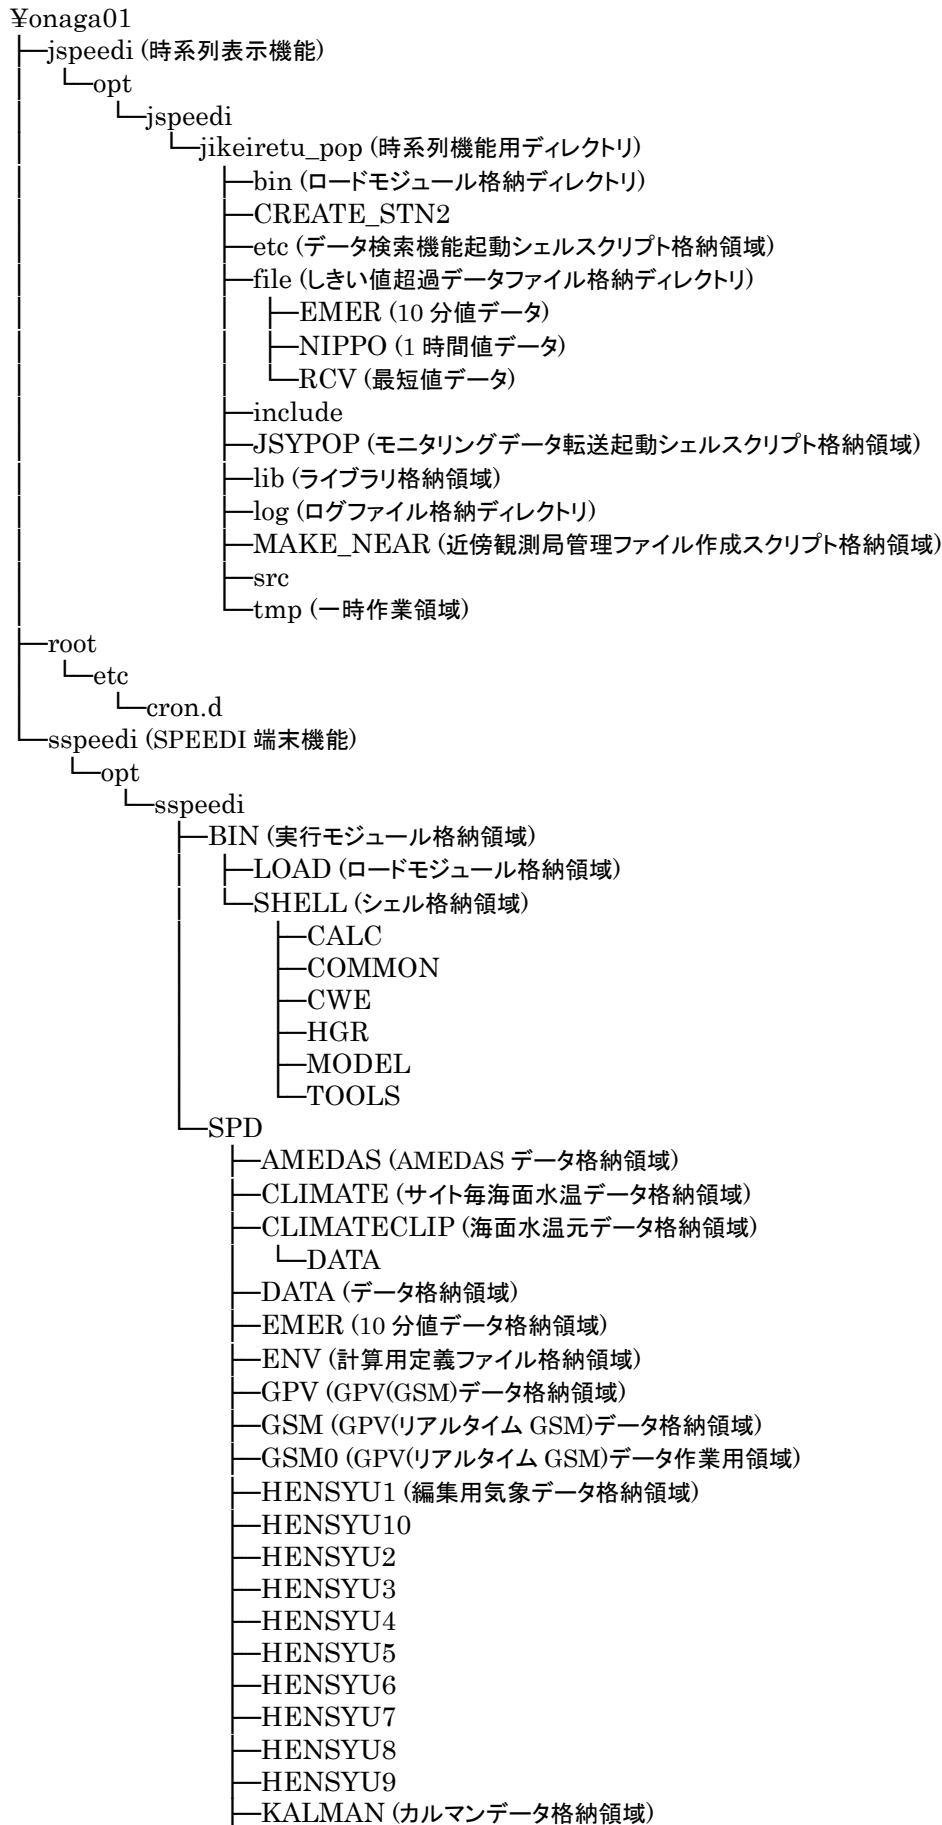 ¥onaga01
├─jspeedi (時系列表示機能)
│ └─opt
│ └─jspeedi
│ └─jikeiretu_pop (時系列機能用ディレクトリ)
│ ├─bin (ロードモジュール格納ディレクトリ)
│ ├─CREATE_STN2
│ ├─etc (データ検索機能起動シェルスクリプト格納領域)
│ ├─file (しきい値超過データファイル格納ディレクトリ)
│ │ ├─EMER (10 分値データ)
│ │ ├─NIPPO (1 時間値データ)
│ │ └─RCV (最短値データ)
│ ├─include
│ ├─JSYPOP (モニタリングデータ転送起動シェルスクリプト格納領域)
│ ├─lib (ライブラリ格納領域)
│ ├─log (ログファイル格納ディレクトリ)
│ ├─MAKE_NEAR (近傍観測局管理ファイル作成スクリプト格納領域)
│ ├─src
│ └─tmp (一時作業領域)
├─root
│ └─etc
│ └─cron.d
└─sspeedi (SPEEDI 端末機能)
└─opt
└─sspeedi
├─BIN (実行モジュール格納領域)
│ ├─LOAD (ロードモジュール格納領域)
│ └─SHELL (シェル格納領域)
│ ├─CALC
│ ├─COMMON
│ ├─CWE
│ ├─HGR
│ ├─MODEL
│ └─TOOLS
└─SPD
├─AMEDAS (AMEDAS データ格納領域)
├─CLIMATE (サイト毎海面水温データ格納領域)
├─CLIMATECLIP (海面水温元データ格納領域)
│ └─DATA
├─DATA (データ格納領域)
├─EMER (10 分値データ格納領域)
├─ENV (計算用定義ファイル格納領域)
├─GPV (GPV(GSM)データ格納領域)
├─GSM (GPV(リアルタイム GSM)データ格納領域)
├─GSM0 (GPV(リアルタイム GSM)データ作業用領域)
├─HENSYU1 (編集用気象データ格納領域)
├─HENSYU10
├─HENSYU2
├─HENSYU3
├─HENSYU4
├─HENSYU5
├─HENSYU6
├─HENSYU7
├─HENSYU8
├─HENSYU9
├─KALMAN (カルマンデータ格納領域)